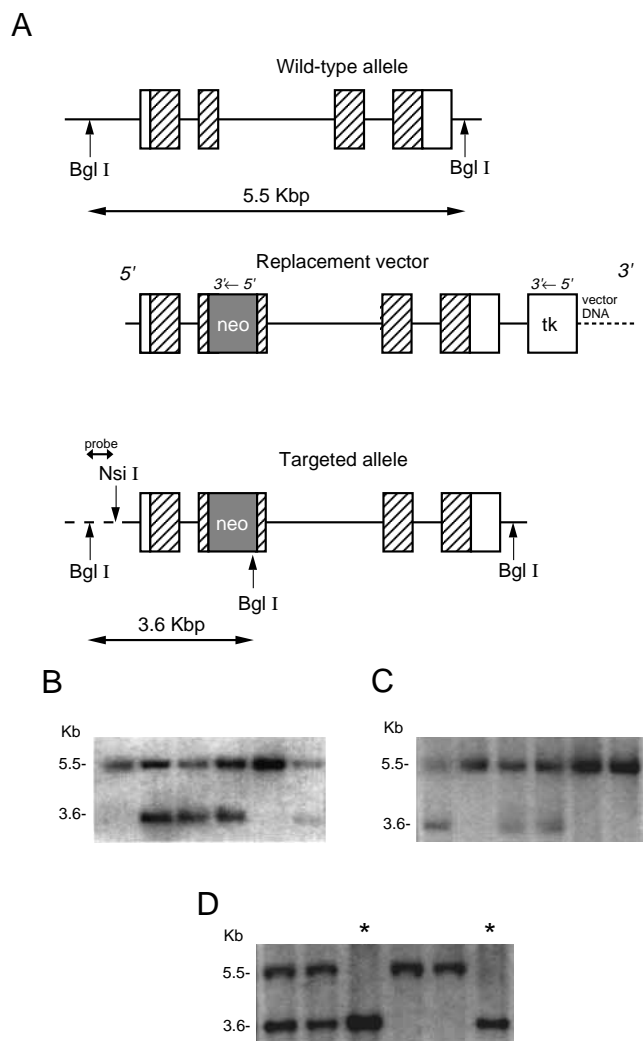 A
Wild-type allele
Bgl I Bgl I
5.5 Kbp
5' Replacement vector 3'
3'← 5' 3'← 5'
neo tk vector DNA
probe
Nsi I Targeted allele
neo
Bgl I Bgl I Bgl I
3.6 Kbp
B C
Kb Kb
5.5- 5.5-
3.6- 3.6-
D * *
Kb
5.5-
3.6-